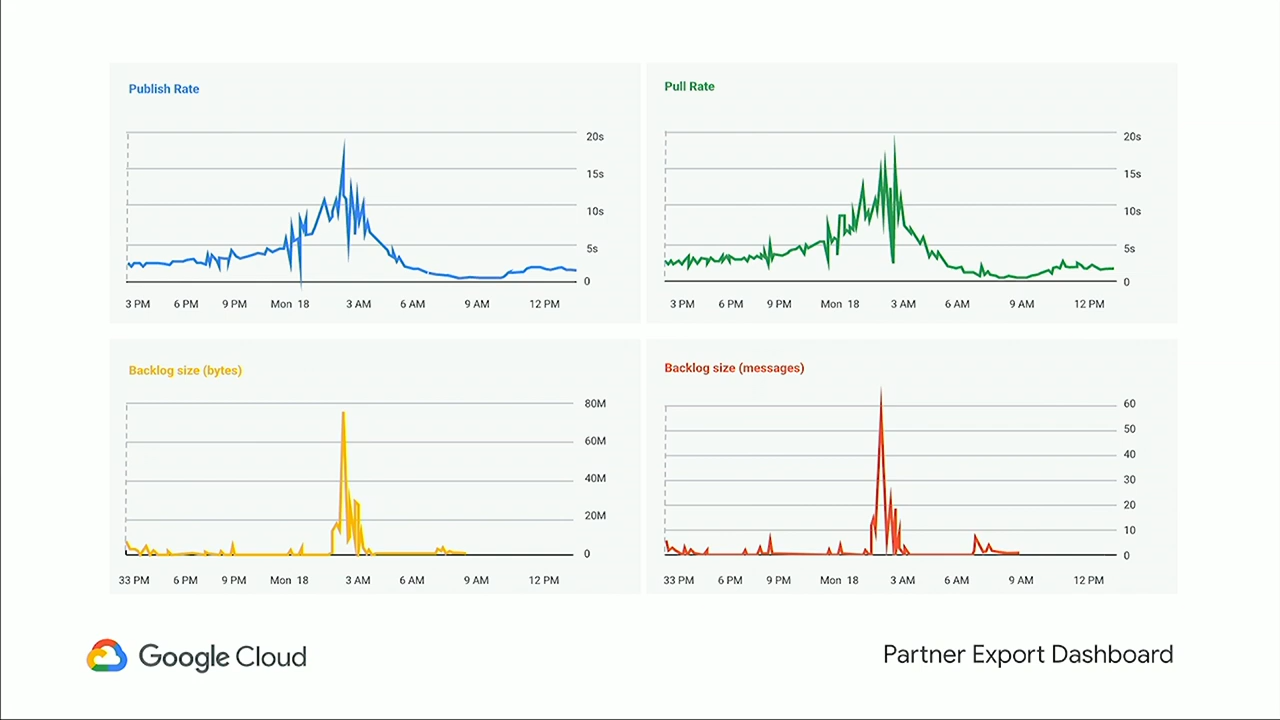 Publish Rate
20s
15s
10s
5s
0
3 PM 6 PM 9 PM Mon 18 3 AM 6 AM 9 AM 12 PM
Pull Rate
20s
15s
10s
5s
0
3 PM 6 PM 9 PM Mon 18 3 AM 6 AM 9 AM 12 PM
Backlog size (bytes)
80M
60M
40M
20M
0
33 PM 6 PM 9 PM Mon 18 3 AM 6 AM 9 AM 12 PM
Backlog size (messages)
60
50
40
30
20
10
0
33 PM 6 PM 9 PM Mon 18 3 AM 6 AM 9 AM 12 PM
Google Cloud
Partner Export Dashboard